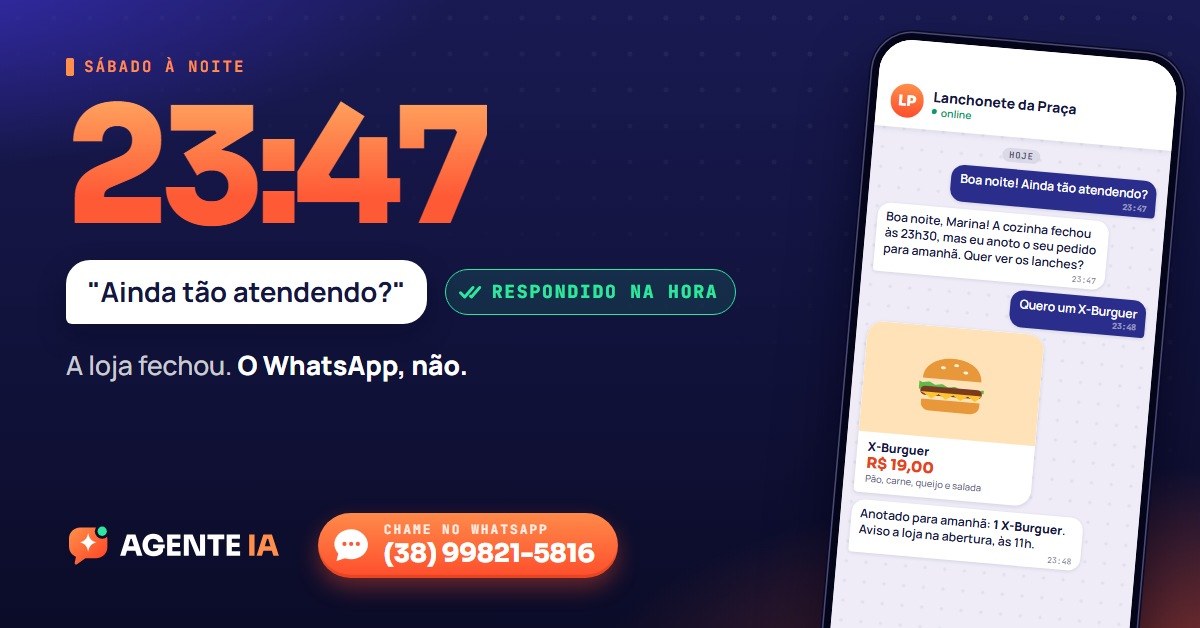 SÁBADO À NOITE
23:47
"Ainda tão atendendo?"
RESPONDIDO NA HORA
A loja fechou. O WhatsApp, não.
AGENTE IA
CHAME NO WHATSAPP
(38) 99821-5816
LP
Lanchonete da Praça
online
HOJE
Boa noite! Ainda tão atendendo?
23:47
Boa noite, Marina! A cozinha fechou
às 23h30, mas eu anoto o seu pedido
para amanhã. Quer ver os lanches?
23:47
Quero um X-Burguer
23:48
X-Burguer
R$ 19,00
Pão, carne, queijo e salada
Anotado para amanhã: 1 X-Burguer.
Aviso a loja na abertura, às 11h.
23:48